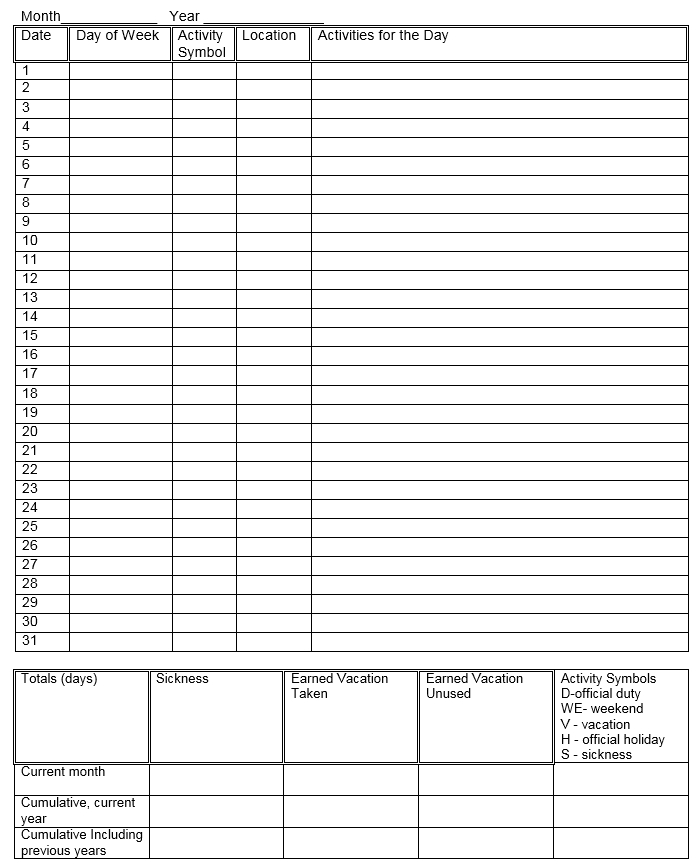 Month____________ Year _______________
Date Day of Week Activity Symbol Location Activities for the Day
1
2
3
4
5
6
7
8
9
10
11
12
13
14
15
16
17
18
19
20
21
22
23
24
25
26
27
28
29
30
31
Totals (days)
Sickness
Earned Vacation
Taken
Earned Vacation
Unused
Activity Symbols
D-official duty
WE- weekend
V - vacation
H - official holiday
S - sickness
Current month
Cumulative, current
year
Cumulative Including
previous years